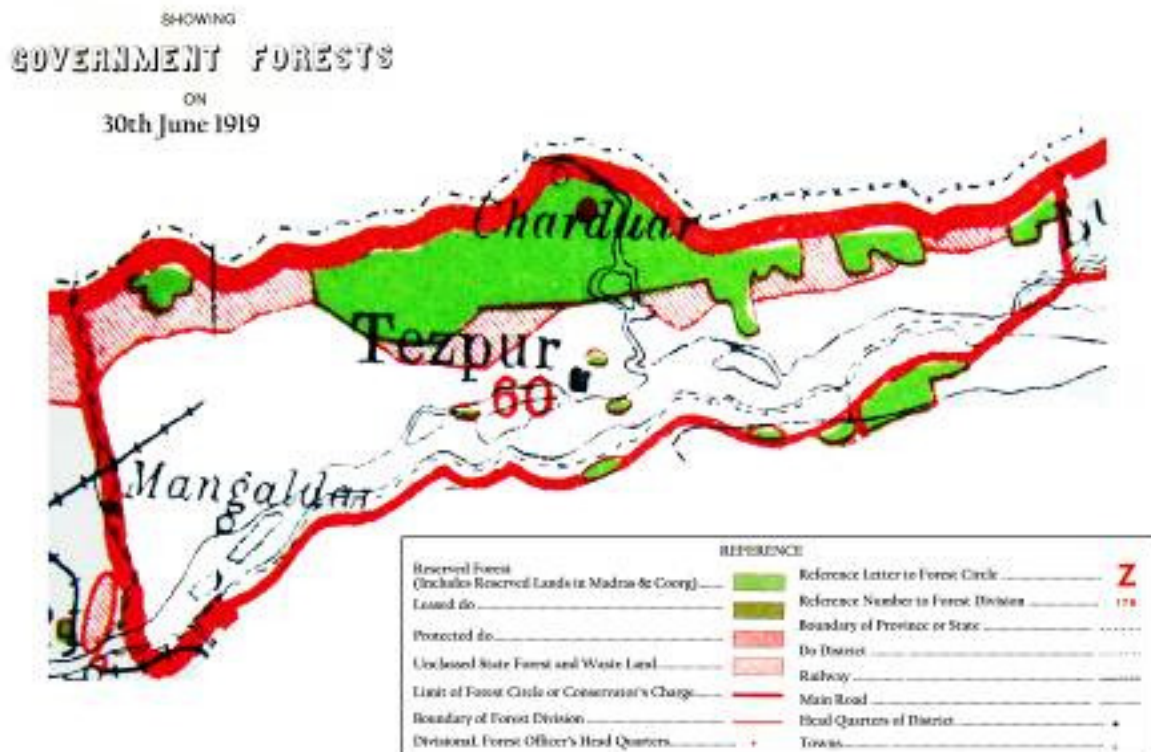 SHOWING
GOVERNMENT FORESTS
ON
30th June 1919
Charduar
Tezpur
60
Mangaldai
REFERENCE
Reserved Forest
(Includes Reserved Lands in Madras & Coorg)
Leased do
Protected do
Unclassed State Forest and Waste Land
Limit of Forest Circle or Conservator's Charge
Boundary of Forest Division
Divisional Forest Officer's Head Quarters
Reference Letter to Forest Circle Z
Reference Number to Forest Division 178
Boundary of Province or State
Do District
Railway
Main Road
Head Quarters of District
Towns